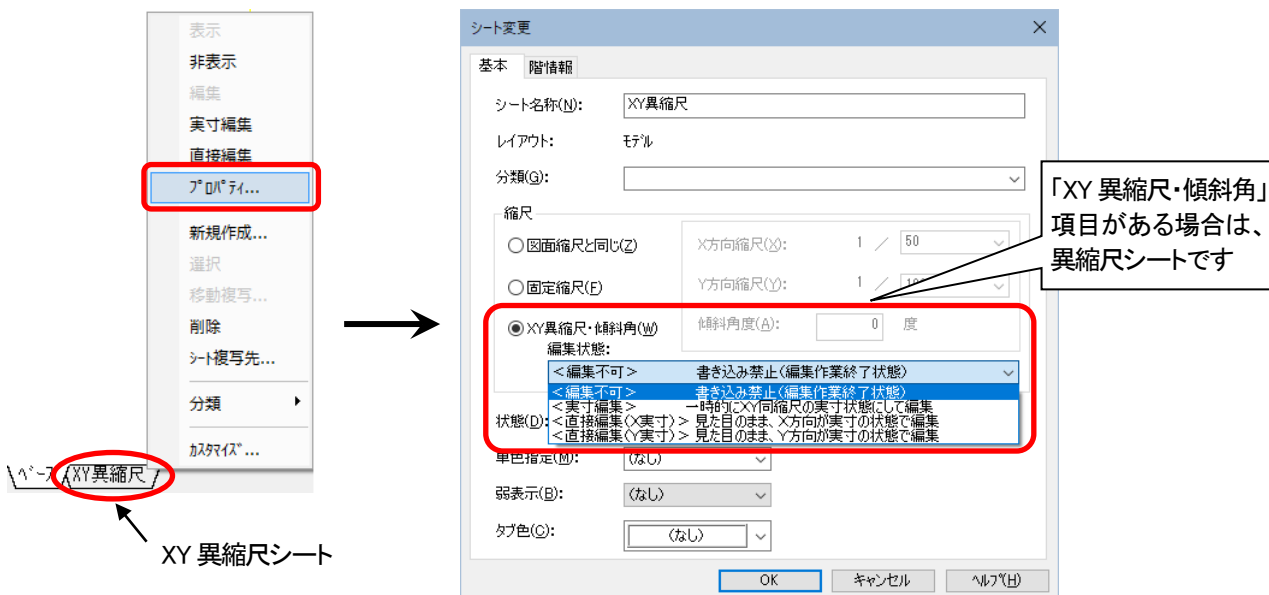 表示
非表示
編集
実寸編集
直接編集
ﾌﾟﾛﾊﾟﾃｨ...
新規作成...
選択
移動複写...
削除
ｼｰﾄ複写先...
分類
ｶｽﾀﾏｲｽﾞ...
ﾍﾞｰｽ
XY異縮尺
XY 異縮尺シート
シート変更
基本
階情報
シート名称(N):
XY異縮尺
レイアウト:
ﾓﾃﾞﾙ
分類(G):
縮尺
図面縮尺と同じ(Z)
X方向縮尺(X):
1 ／ 50
固定縮尺(F)
Y方向縮尺(Y):
1 ／
XY異縮尺・傾斜角(W)
傾斜角度(A):
0 度
編集状態:
＜編集不可＞ 書き込み禁止(編集作業終了状態)
＜編集不可＞ 書き込み禁止(編集作業終了状態)
＜実寸編集＞ 一時的にXY同縮尺の実寸状態にして編集
状態(D):
＜直接編集(X実寸)＞ 見た目のまま、X方向が実寸の状態で編集
＜直接編集(Y実寸)＞ 見た目のまま、Y方向が実寸の状態で編集
単色指定(M):
(なし)
弱表示(B):
(なし)
タブ色(C):
(なし)
OK
キャンセル
ﾍﾙﾌﾟ(H)
「XY 異縮尺・傾斜角」
項目がある場合は、
異縮尺シートです